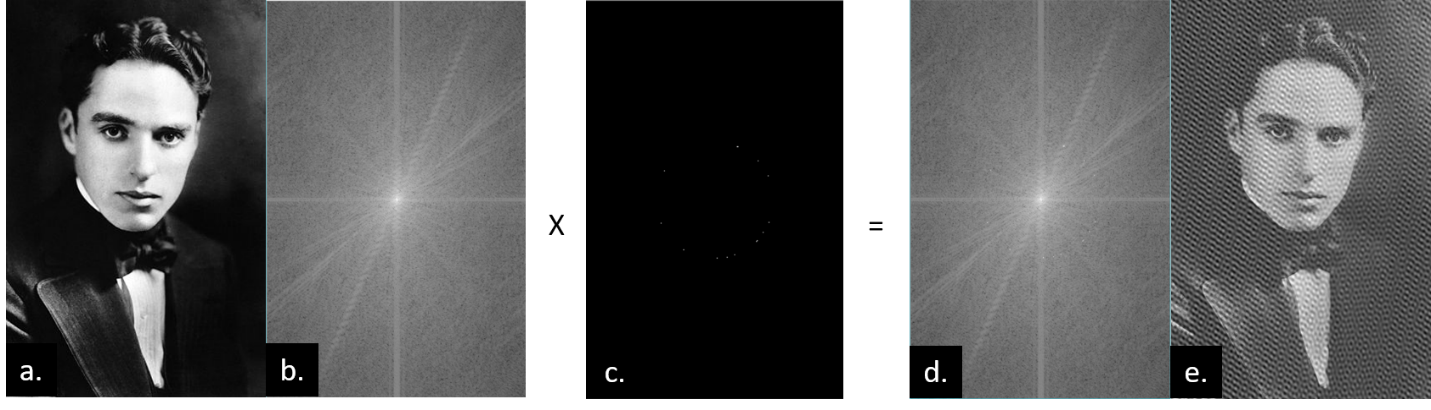 a.
b.
X
c.
=
d.
e.